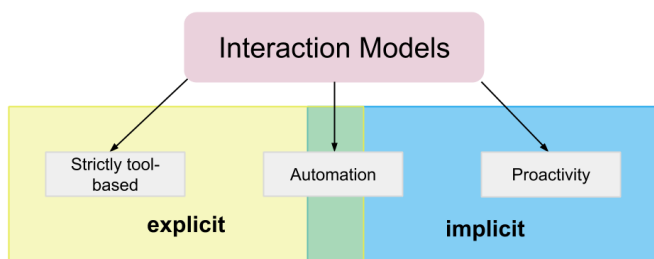 Interaction Models
Strictly tool-
based
Automation
Proactivity
explicit
implicit